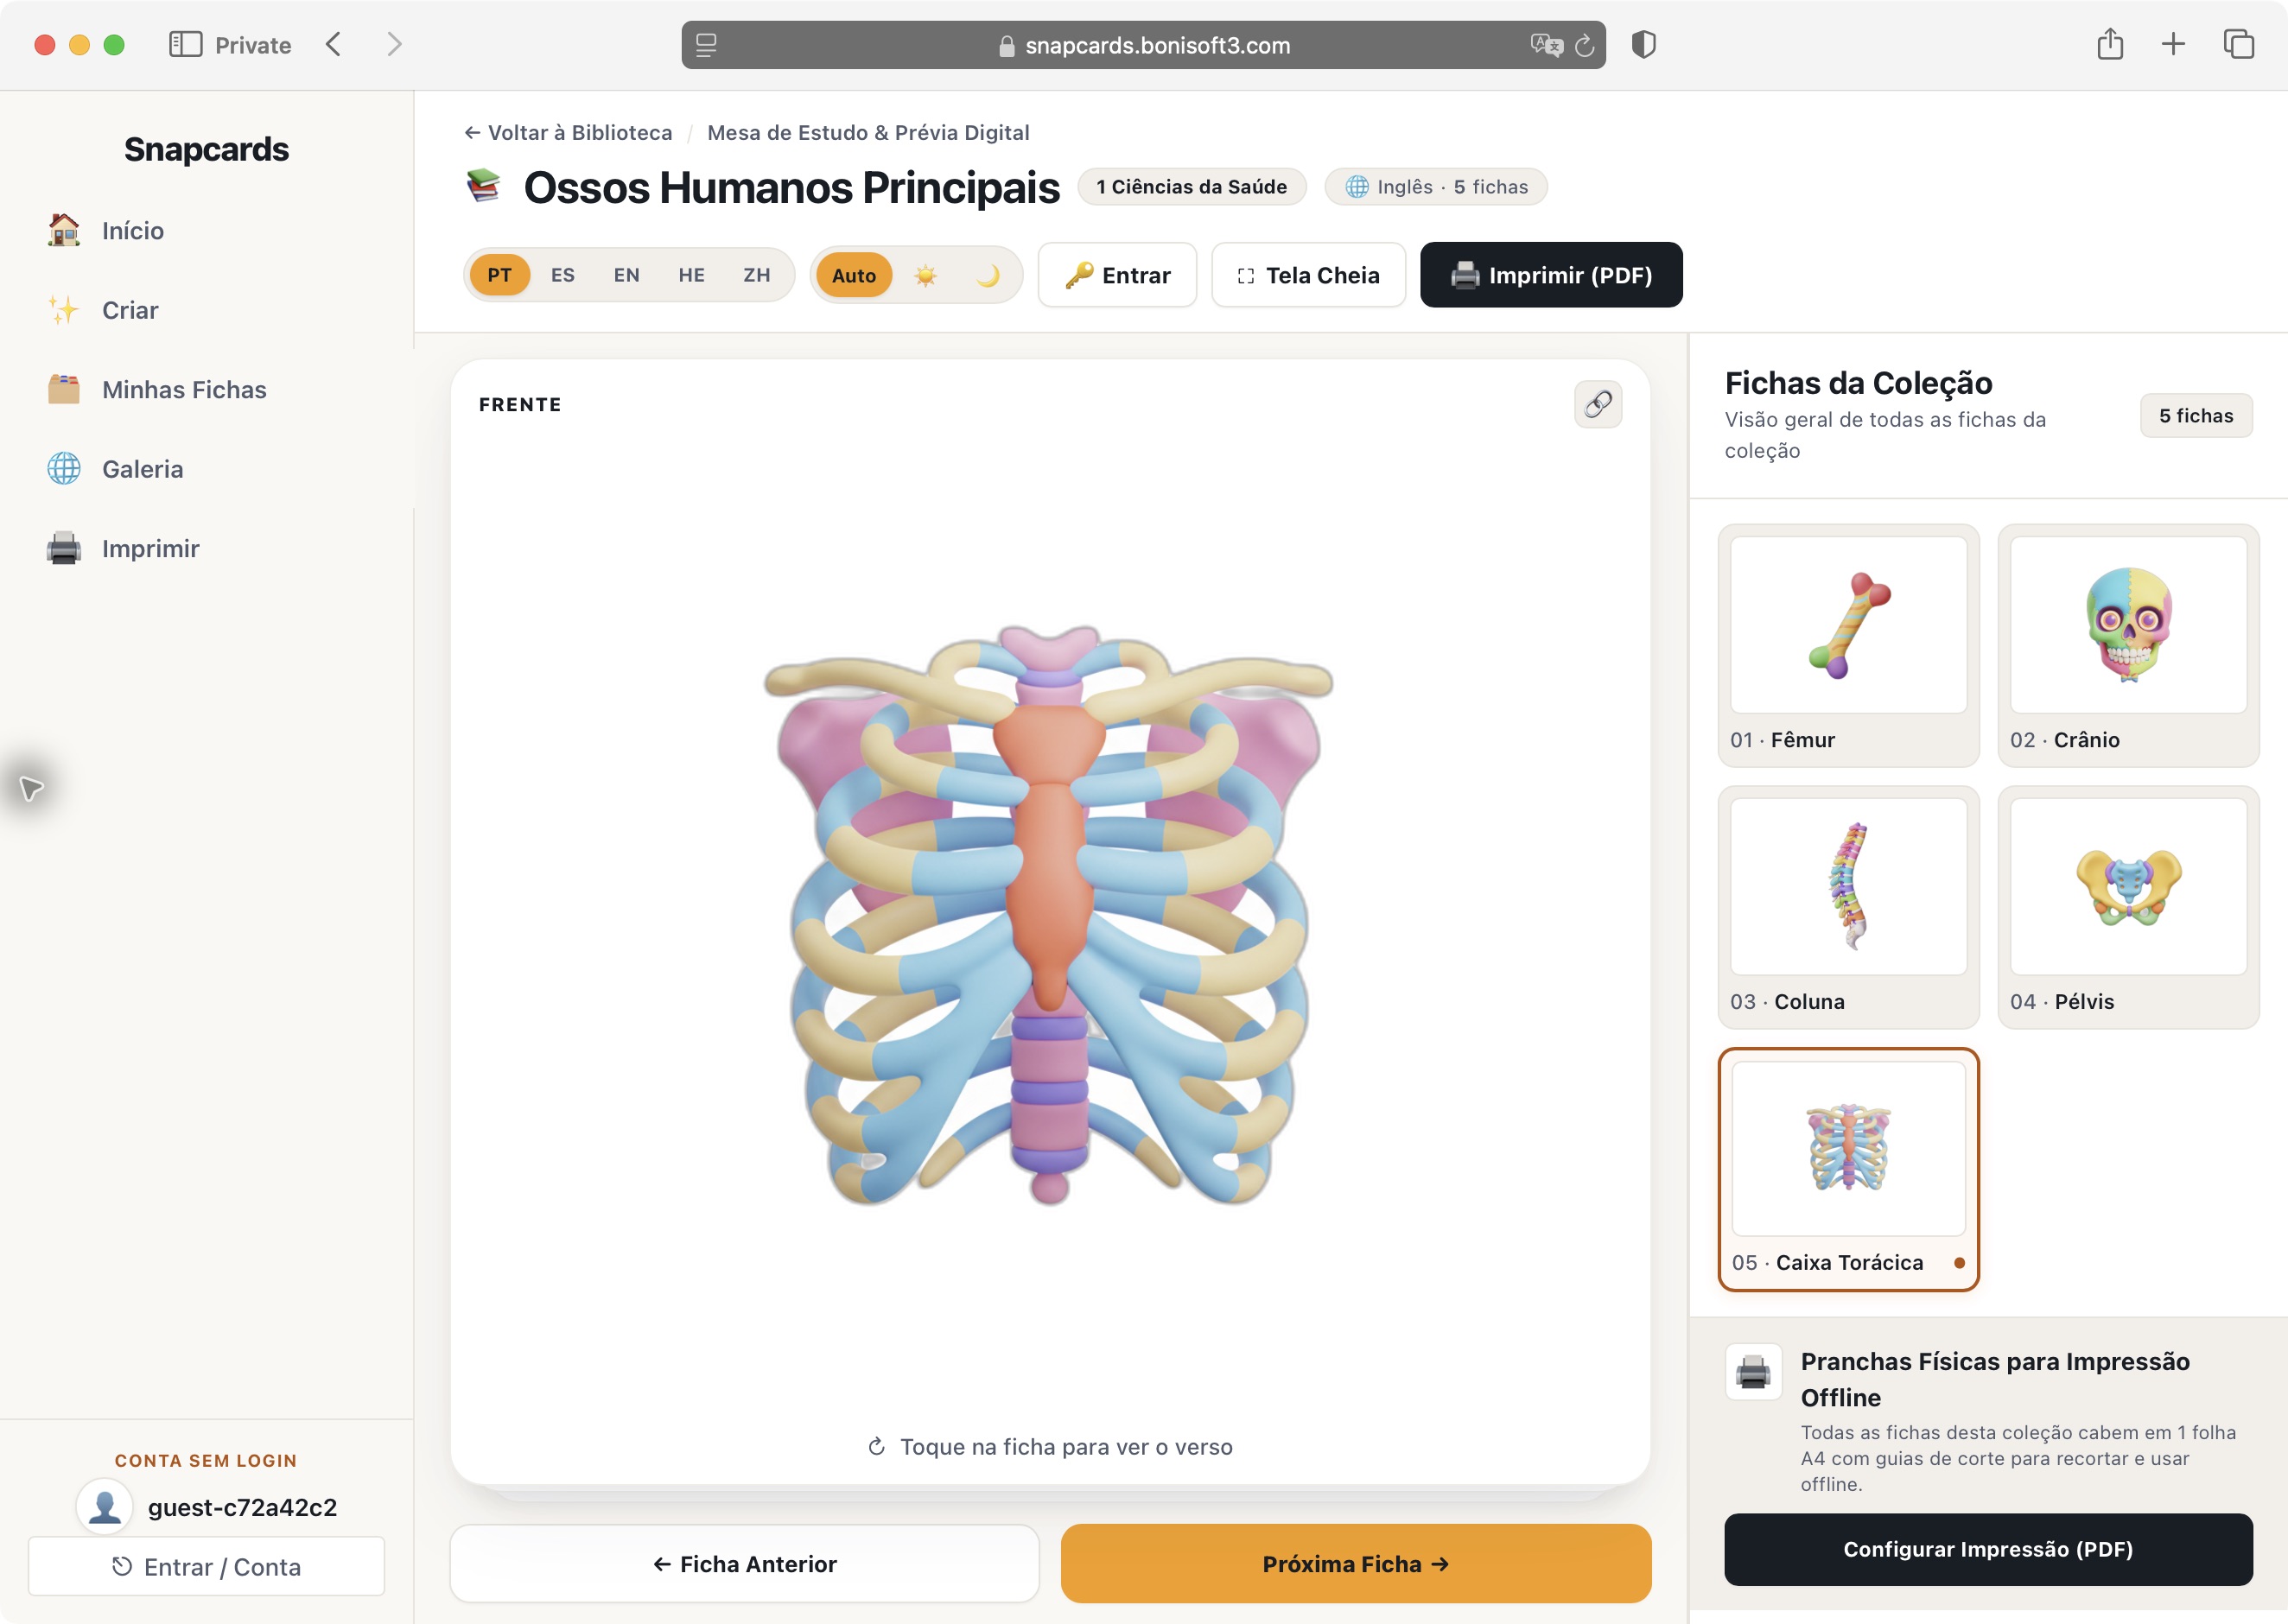 Private
snapcards.bonisoft3.com
Snapcards
Início
Criar
Minhas Fichas
Galeria
Imprimir
CONTA SEM LOGIN
guest-c72a42c2
Entrar / Conta
← Voltar à Biblioteca / Mesa de Estudo & Prévia Digital
Ossos Humanos Principais
1 Ciências da Saúde
Inglês · 5 fichas
PT ES EN HE ZH
Auto
Entrar
Tela Cheia
Imprimir (PDF)
FRENTE
Toque na ficha para ver o verso
← Ficha Anterior
Próxima Ficha →
Fichas da Coleção
Visão geral de todas as fichas da
coleção
5 fichas
01 · Fêmur
02 · Crânio
03 · Coluna
04 · Pélvis
05 · Caixa Torácica
Pranchas Físicas para Impressão
Offline
Todas as fichas desta coleção cabem em 1 folha
A4 com guias de corte para recortar e usar
offline.
Configurar Impressão (PDF)